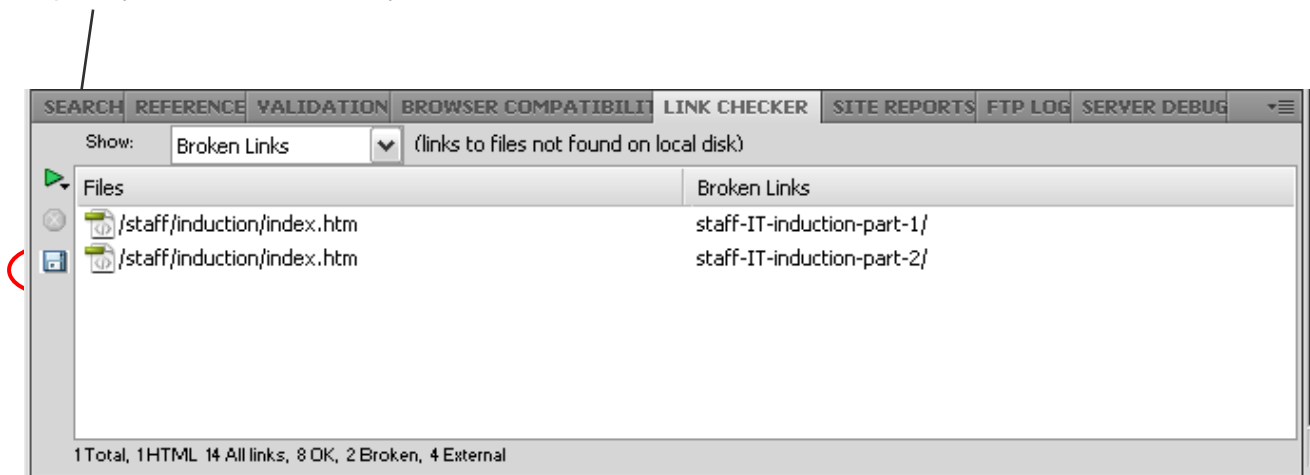 SEARCH REFERENCE VALIDATION BROWSER COMPATIBILIT LINK CHECKER SITE REPORTS FTP LOG SERVER DEBUG
Show: Broken Links (links to files not found on local disk)
Files Broken Links
/staff/induction/index.htm staff-IT-induction-part-1/
/staff/induction/index.htm staff-IT-induction-part-2/
1 Total, 1 HTML 14 All links, 8 OK, 2 Broken, 4 External